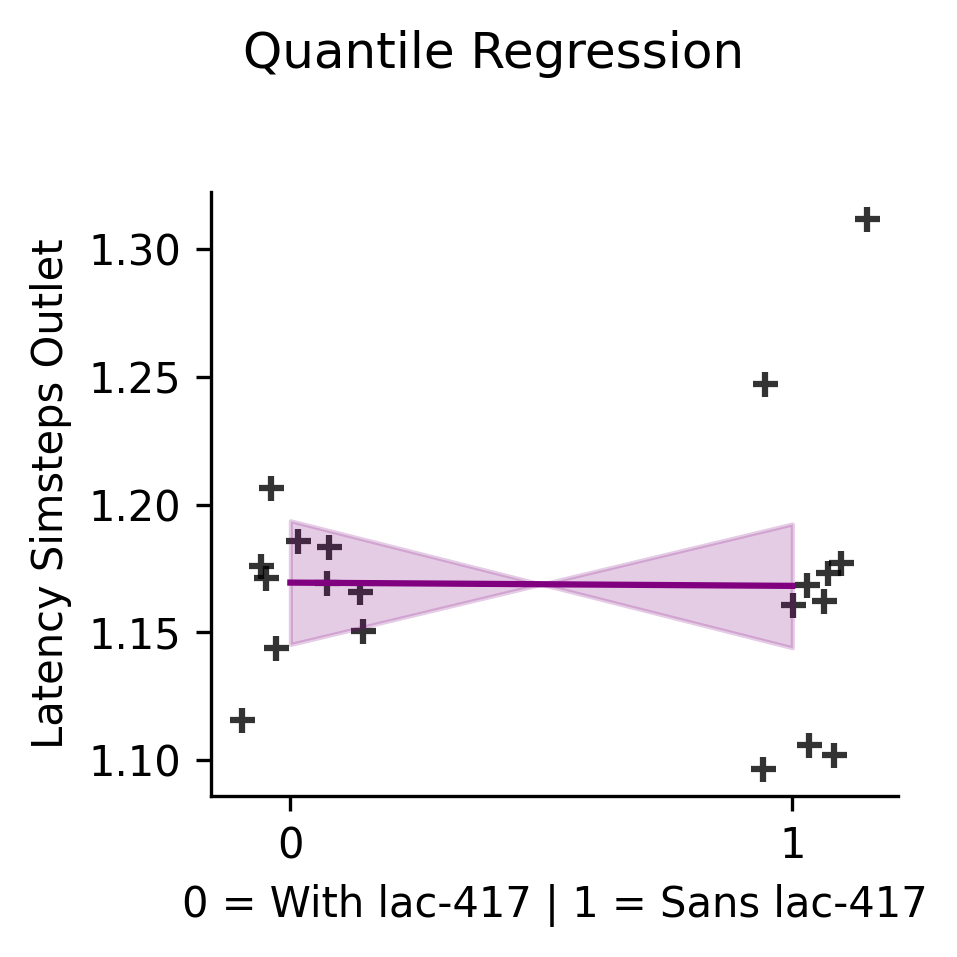 Quantile Regression
Latency Simsteps Outlet
1.30
1.25
1.20
1.15
1.10
0
1
0 = With lac-417 | 1 = Sans lac-417